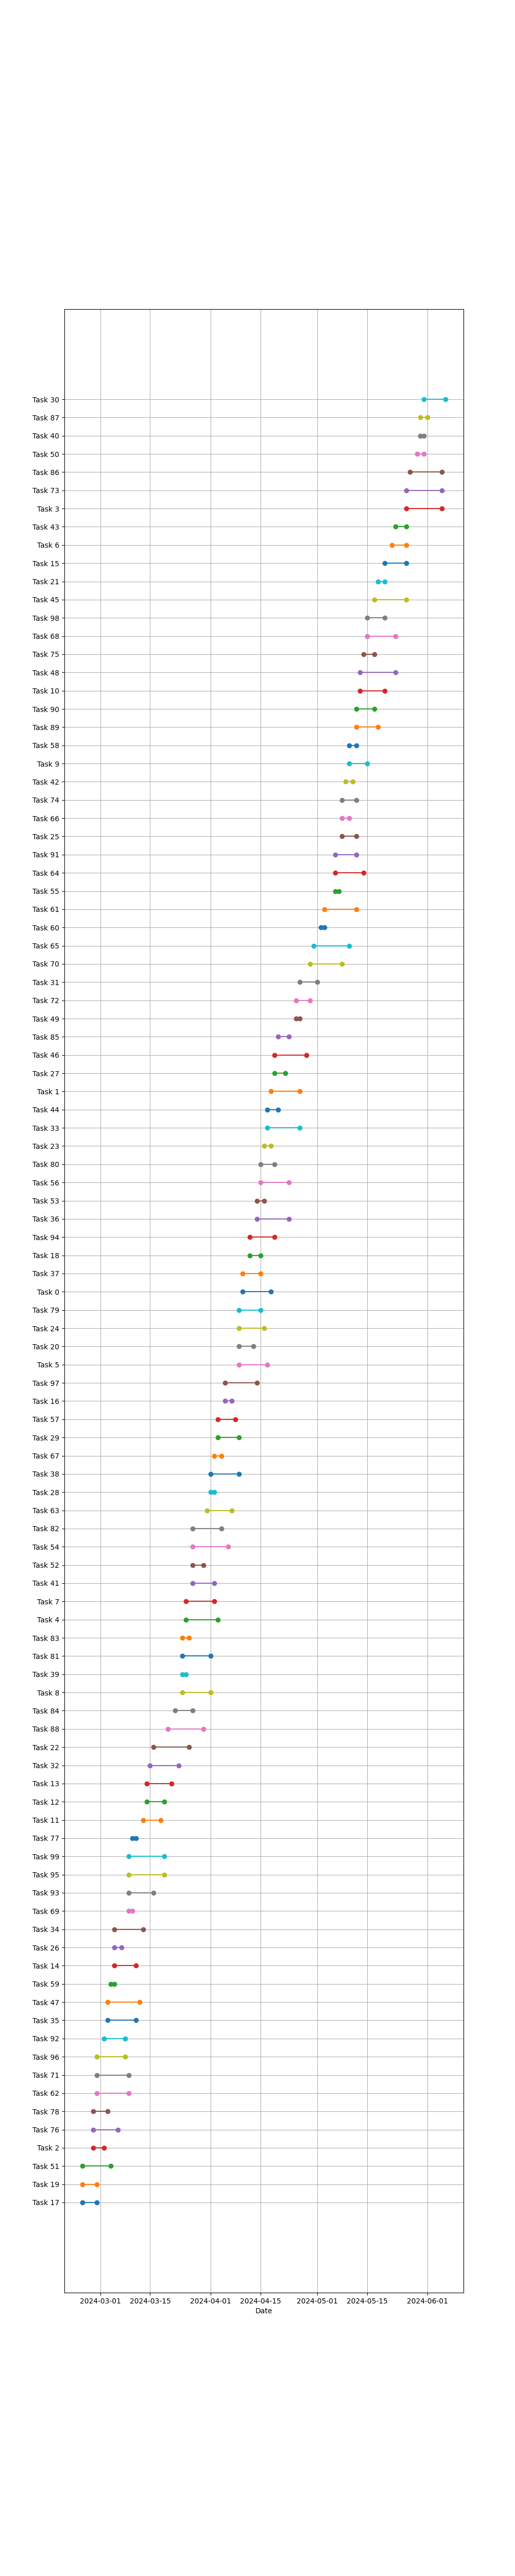 Task 30
Task 87
Task 40
Task 50
Task 86
Task 73
Task 3
Task 43
Task 6
Task 15
Task 21
Task 45
Task 98
Task 68
Task 75
Task 48
Task 10
Task 90
Task 89
Task 58
Task 9
Task 42
Task 74
Task 66
Task 25
Task 91
Task 64
Task 55
Task 61
Task 60
Task 65
Task 70
Task 31
Task 72
Task 49
Task 85
Task 46
Task 27
Task 1
Task 44
Task 33
Task 23
Task 80
Task 56
Task 53
Task 36
Task 94
Task 18
Task 37
Task 0
Task 79
Task 24
Task 20
Task 5
Task 97
Task 16
Task 57
Task 29
Task 67
Task 38
Task 28
Task 63
Task 82
Task 54
Task 52
Task 41
Task 7
Task 4
Task 83
Task 81
Task 39
Task 8
Task 84
Task 88
Task 22
Task 32
Task 13
Task 12
Task 11
Task 77
Task 99
Task 95
Task 93
Task 69
Task 34
Task 26
Task 14
Task 59
Task 47
Task 35
Task 92
Task 96
Task 71
Task 62
Task 78
Task 76
Task 2
Task 51
Task 19
Task 17
2024-03-01 2024-03-15 2024-04-01 2024-04-15 2024-05-01 2024-05-15 2024-06-01
Date